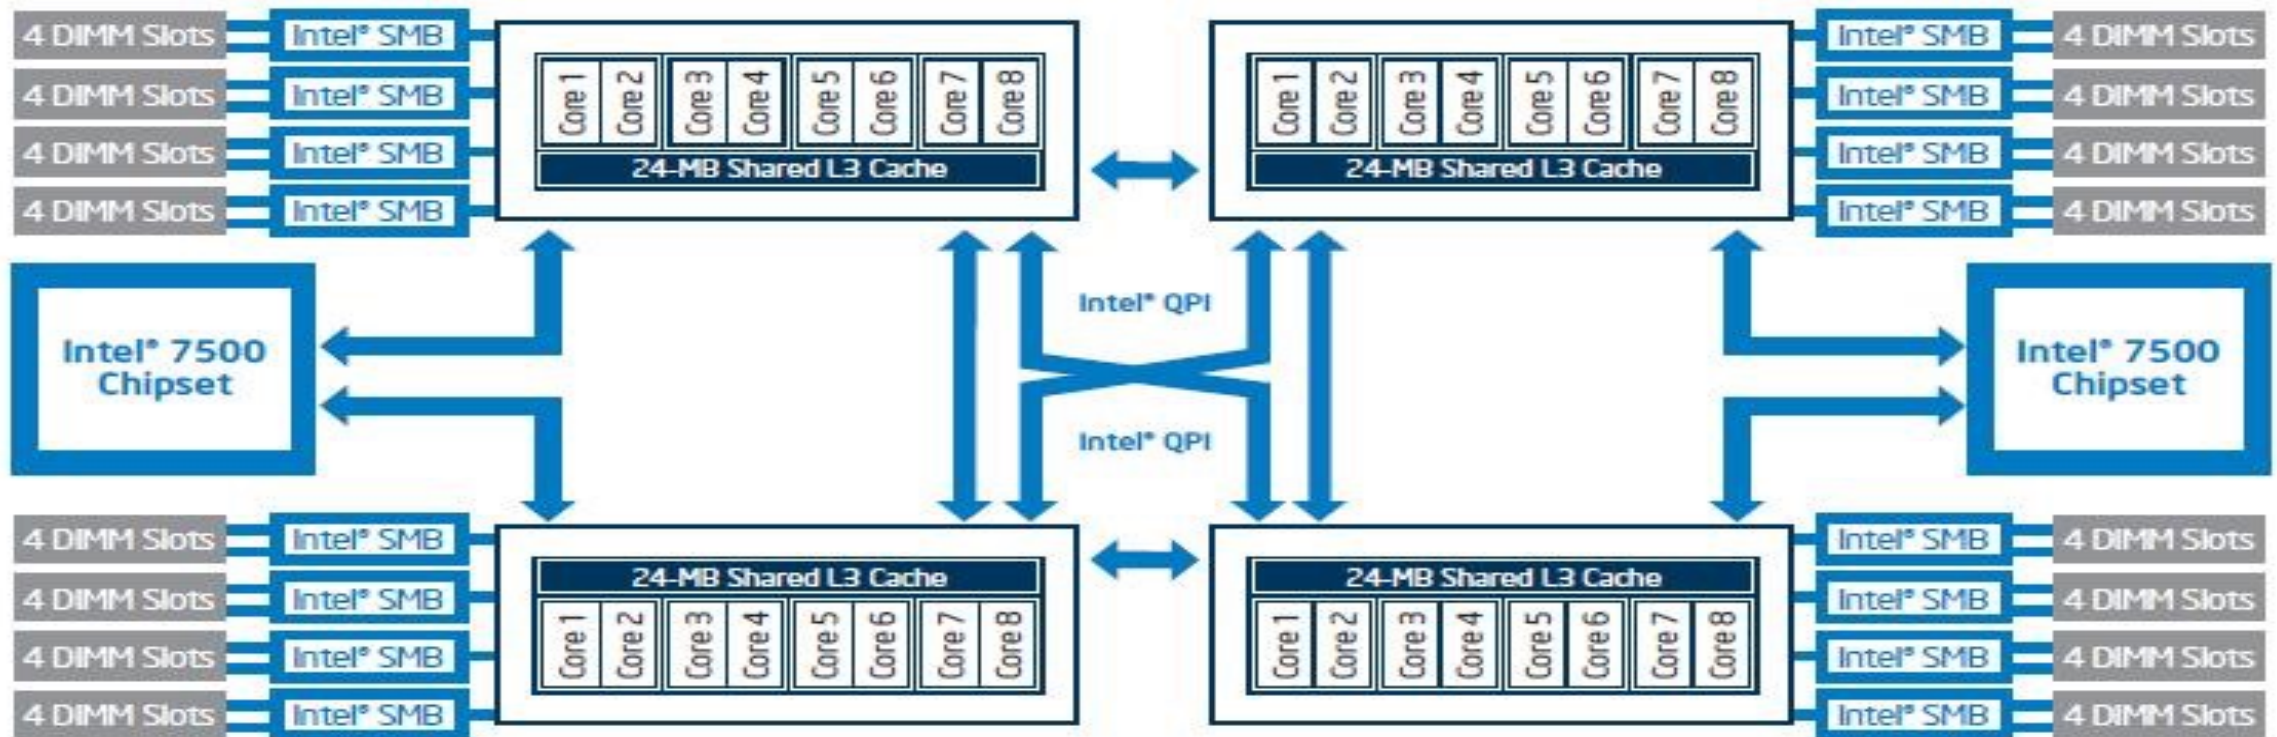 4 DIMM Slots Intel® SMB Intel® SMB 4 DIMM Slots
4 DIMM Slots Intel® SMB Core 1 Core 2 Core 3 Core 4 Core 5 Core 6 Core 7 Core 8 Core 1 Core 2 Core 3 Core 4 Core 5 Core 6 Core 7 Core 8 Intel® SMB 4 DIMM Slots
4 DIMM Slots Intel® SMB 24-MB Shared L3 Cache 24-MB Shared L3 Cache Intel® SMB 4 DIMM Slots
4 DIMM Slots Intel® SMB Intel® SMB 4 DIMM Slots
Intel® QPI
Intel® 7500 Intel® 7500
Chipset Chipset
Intel® QPI
4 DIMM Slots Intel® SMB Intel® SMB 4 DIMM Slots
4 DIMM Slots Intel® SMB 24-MB Shared L3 Cache 24-MB Shared L3 Cache Intel® SMB 4 DIMM Slots
4 DIMM Slots Intel® SMB Core 1 Core 2 Core 3 Core 4 Core 5 Core 6 Core 7 Core 8 Core 1 Core 2 Core 3 Core 4 Core 5 Core 6 Core 7 Core 8 Intel® SMB 4 DIMM Slots
4 DIMM Slots Intel® SMB Intel® SMB 4 DIMM Slots